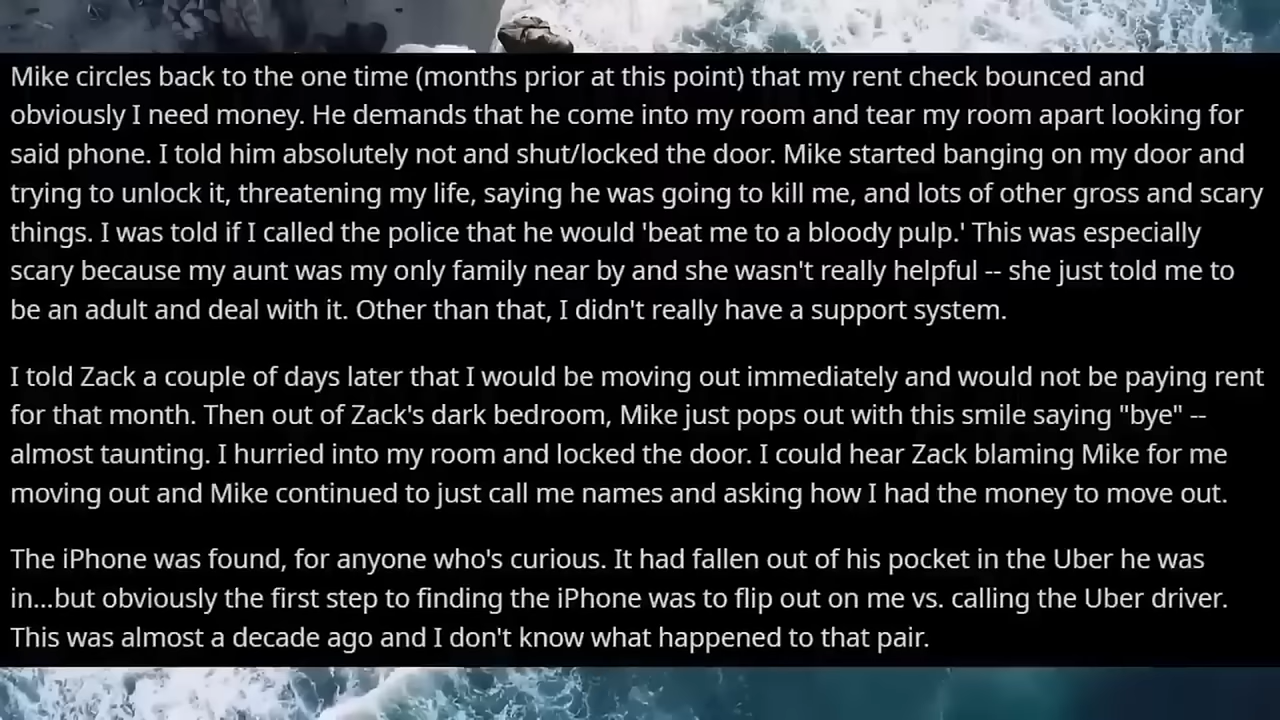 Mike circles back to the one time (months prior at this point) that my rent check bounced and
obviously I need money. He demands that he come into my room and tear my room apart looking for
said phone. I told him absolutely not and shut/locked the door. Mike started banging on my door and
trying to unlock it, threatening my life, saying he was going to kill me, and lots of other gross and scary
things. I was told if I called the police that he would 'beat me to a bloody pulp.' This was especially
scary because my aunt was my only family near by and she wasn't really helpful -- she just told me to
be an adult and deal with it. Other than that, I didn't really have a support system.
I told Zack a couple of days later that I would be moving out immediately and would not be paying rent
for that month. Then out of Zack's dark bedroom, Mike just pops out with this smile saying "bye" --
almost taunting. I hurried into my room and locked the door. I could hear Zack blaming Mike for me
moving out and Mike continued to just call me names and asking how I had the money to move out.
The iPhone was found, for anyone who's curious. It had fallen out of his pocket in the Uber he was
in...but obviously the first step to finding the iPhone was to flip out on me vs. calling the Uber driver.
This was almost a decade ago and I don't know what happened to that pair.